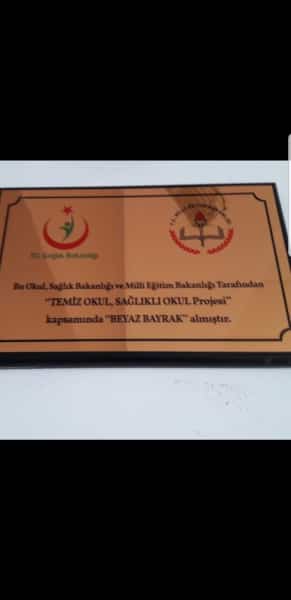 T.C. Sağlık Bakanlığı
Bu Okul, Sağlık Bakanlığı ve Milli Eğitim Bakanlığı Tarafından
"TEMİZ OKUL, SAĞLIKLI OKUL Projesi"
kapsamında "BEYAZ BAYRAK" almıştır.